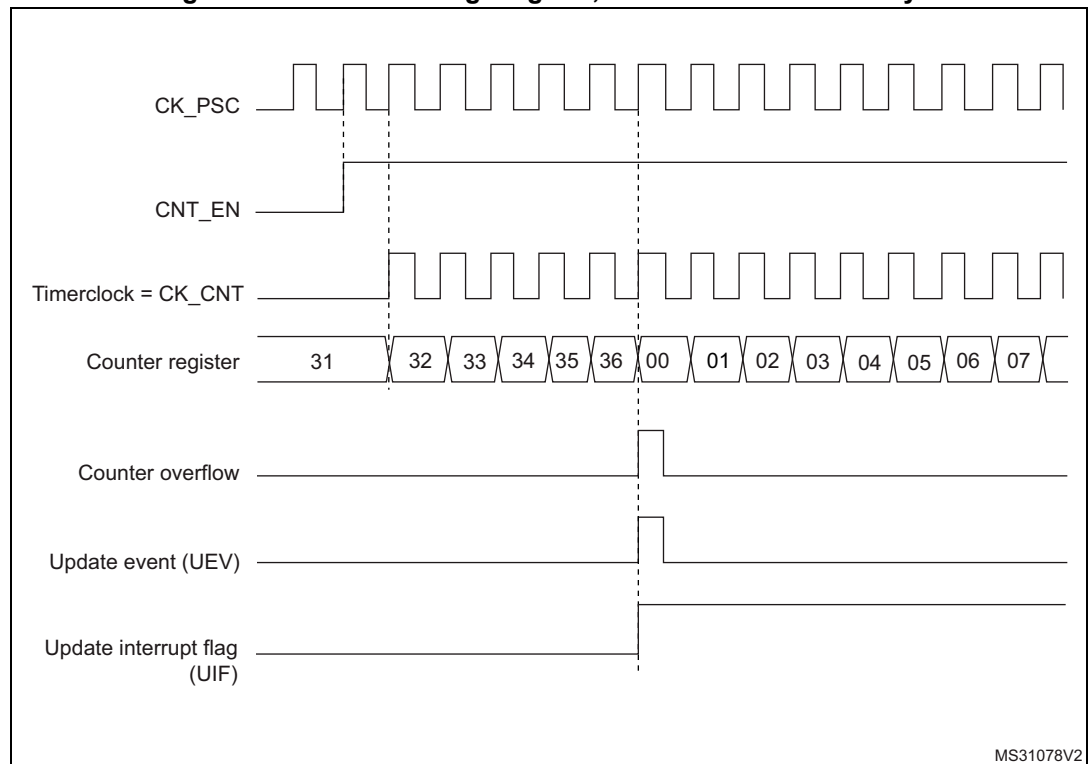 CK_PSC
CNT_EN
Timerclock = CK_CNT
Counter register 31 32 33 34 35 36 00 01 02 03 04 05 06 07
Counter overflow
Update event (UEV)
Update interrupt flag
(UIF)
MS31078V2